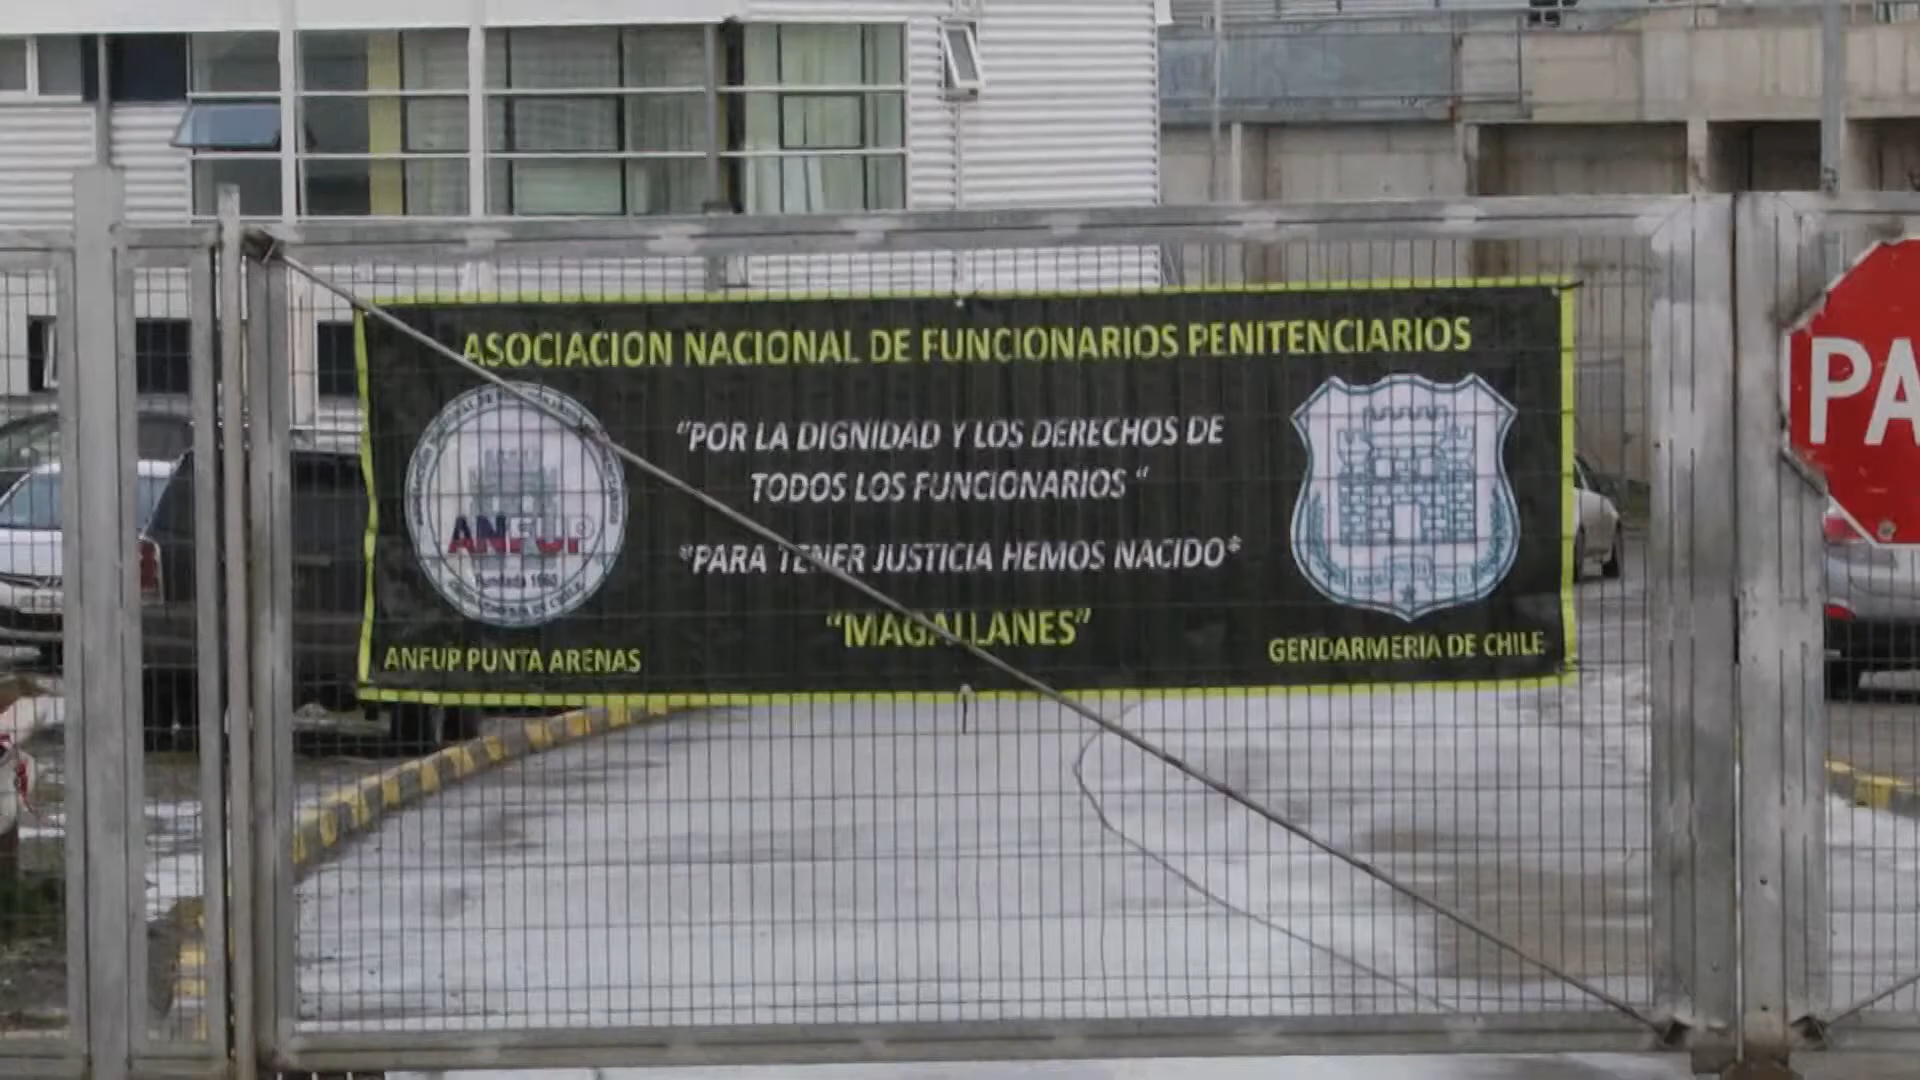 ASOCIACION NACIONAL DE FUNCIONARIOS PENITENCIARIOS
"POR LA DIGNIDAD Y LOS DERECHOS DE
TODOS LOS FUNCIONARIOS "
"PARA TENER JUSTICIA HEMOS NACIDO"
"MAGALLANES"
ANFUP
Fundada
ANFUP PUNTA ARENAS
GENDARMERIA DE CHILE
PA